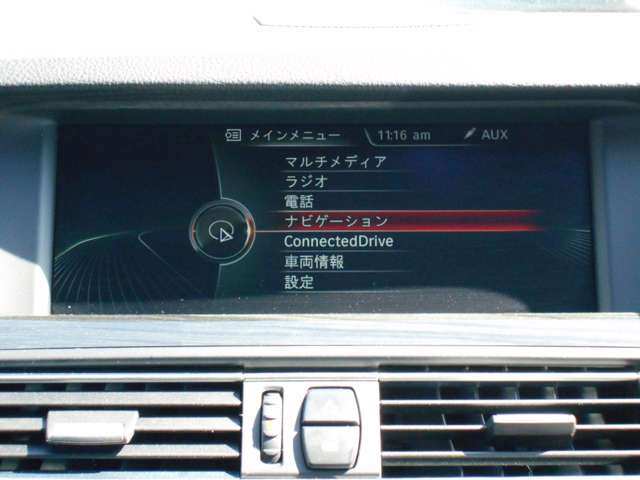 メインメニュー 11:16 am AUX
マルチメディア
ラジオ
電話
ナビゲーション
ConnectedDrive
車両情報
設定